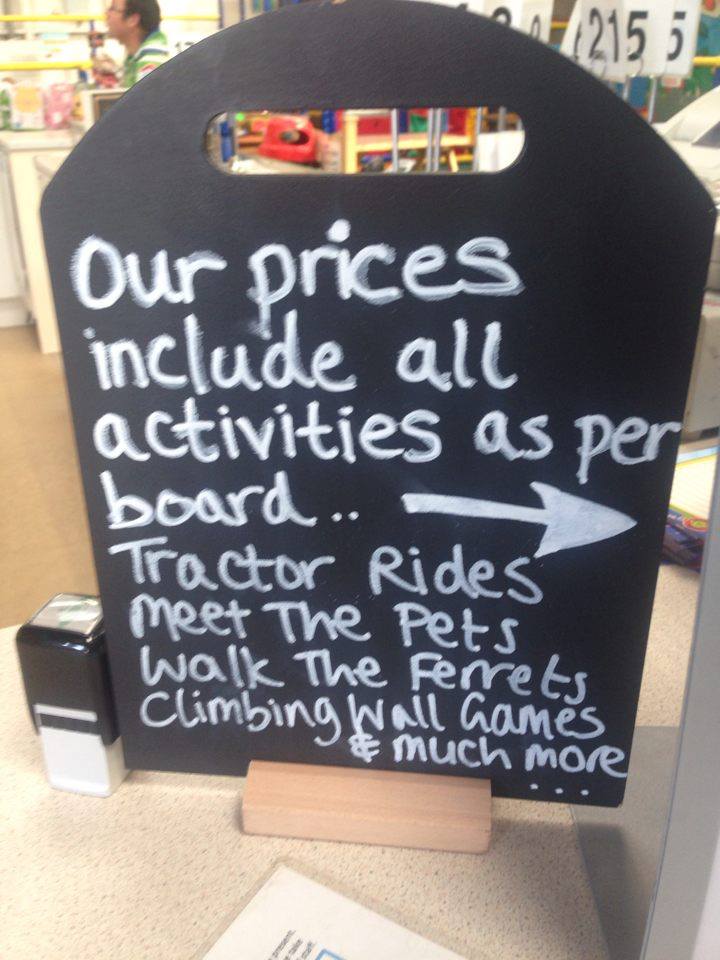 £215 5
Our prices
include all
activities as per
board..
Tractor Rides
Meet The Pets
Walk The Ferrets
Climbing Wall Games
& much more
...